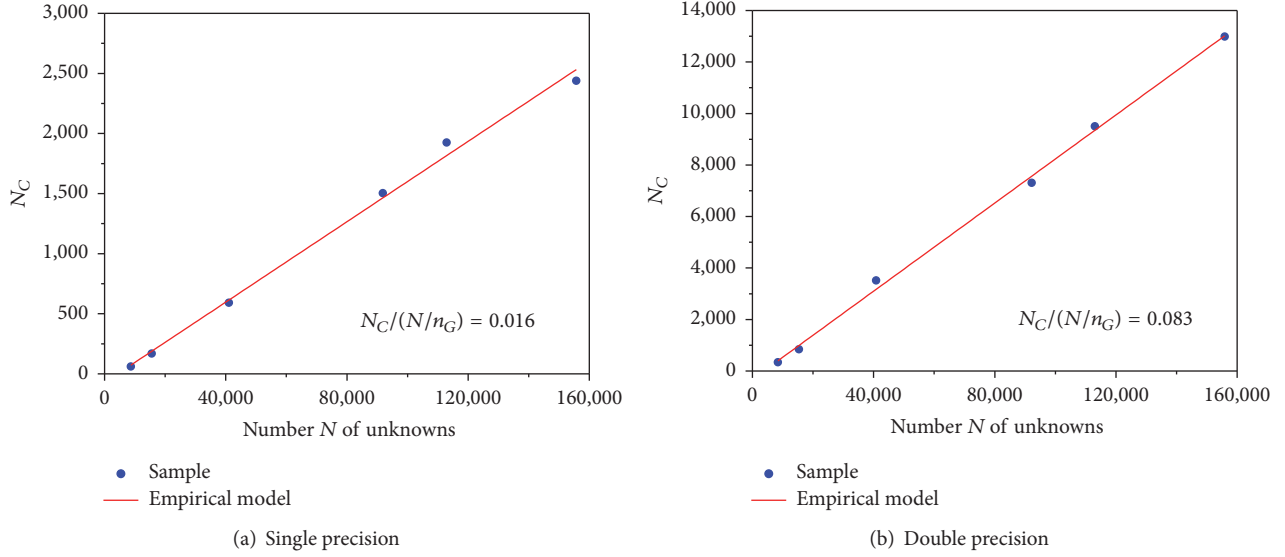 3,000
2,500
2,000
1,500
1,000
500
0
N_C
N_C/(N/n_G) = 0.016
0
40,000
80,000
120,000
160,000
Number N of unknowns
Sample
Empirical model
(a) Single precision
14,000
12,000
10,000
8,000
6,000
4,000
2,000
0
N_C
N_C/(N/n_G) = 0.083
0
40,000
80,000
120,000
160,000
Number N of unknowns
Sample
Empirical model
(b) Double precision